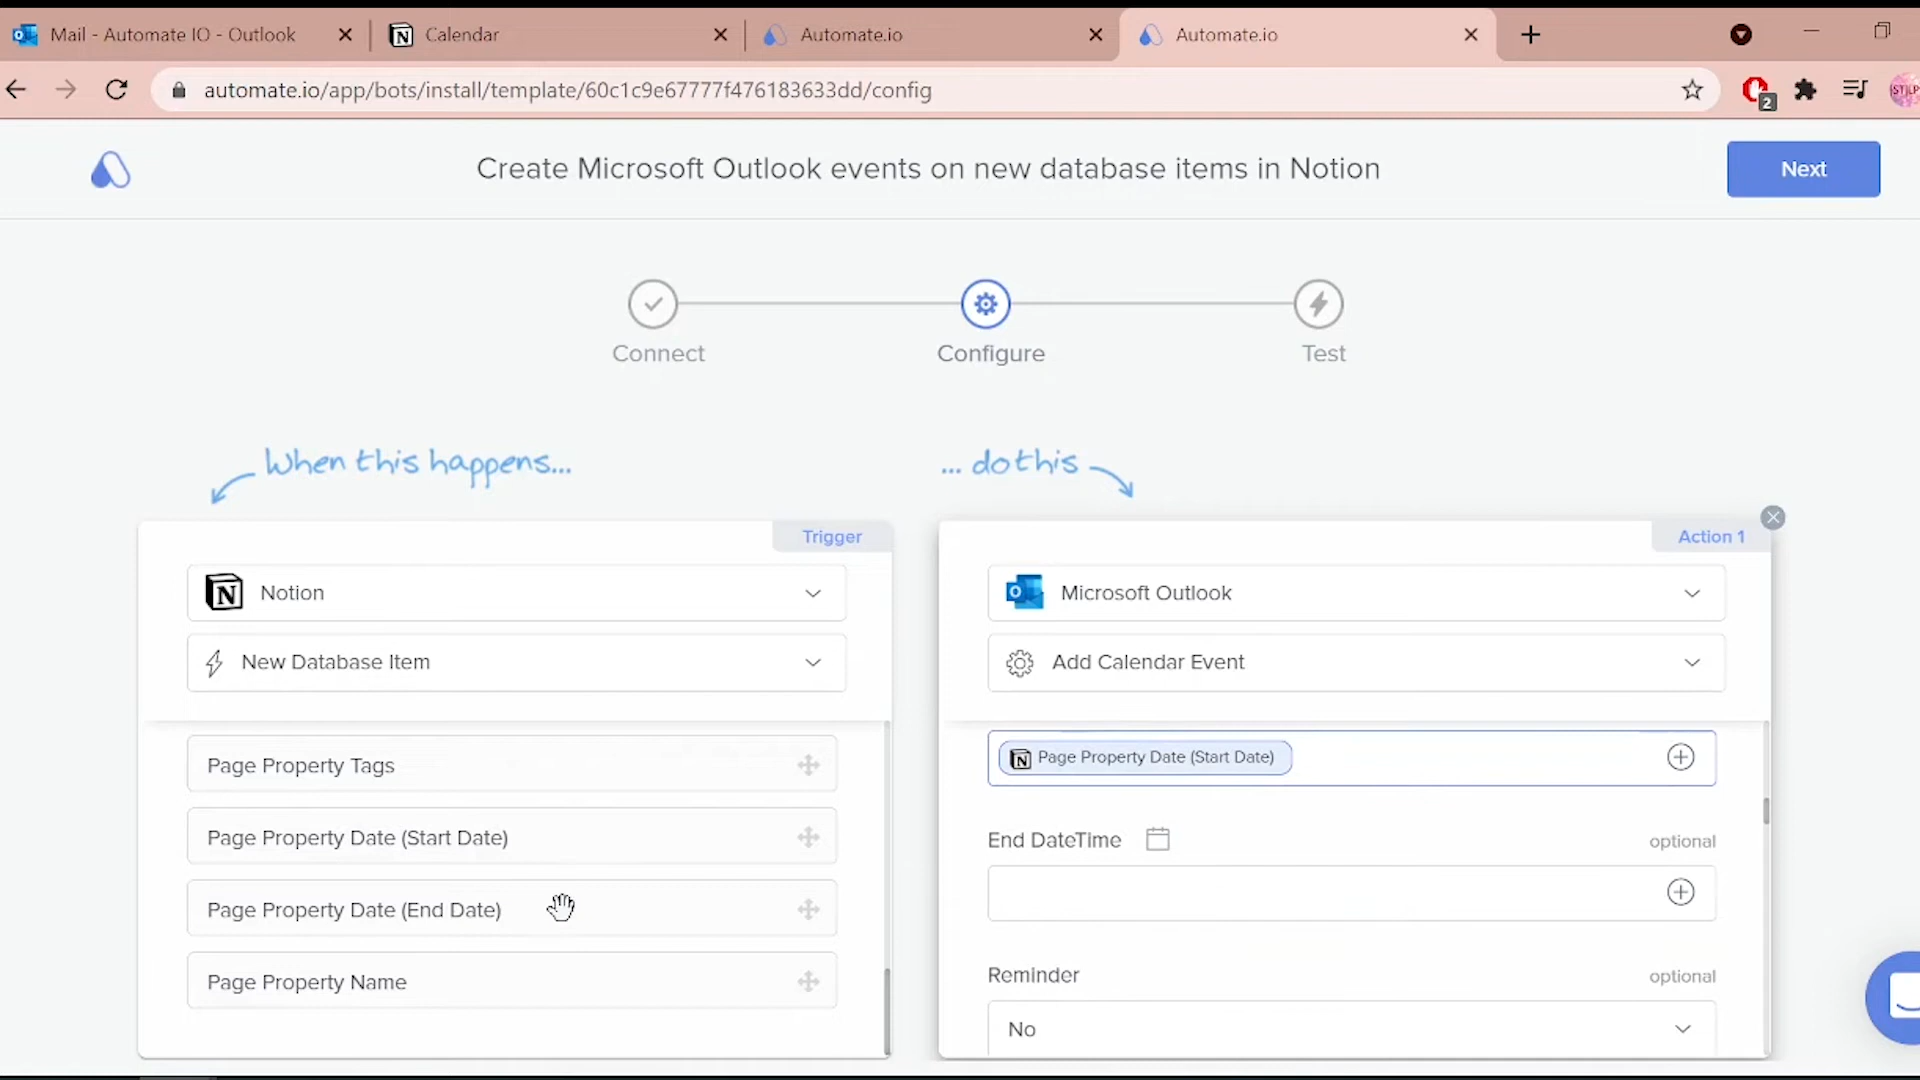 Mail - Automate IO - Outlook
Calendar
Automate.io
Automate.io
automate.io/app/bots/install/template/60c1c9e67777f476183633dd/config
2
STJLP
Create Microsoft Outlook events on new database items in Notion
Next
Connect
Configure
Test
When this happens...
... do this
Trigger
Action 1
Notion
Microsoft Outlook
New Database Item
Add Calendar Event
Page Property Tags
Page Property Date (Start Date)
Page Property Date (End Date)
Page Property Name
Page Property Date (Start Date)
End DateTime
optional
Reminder
optional
No